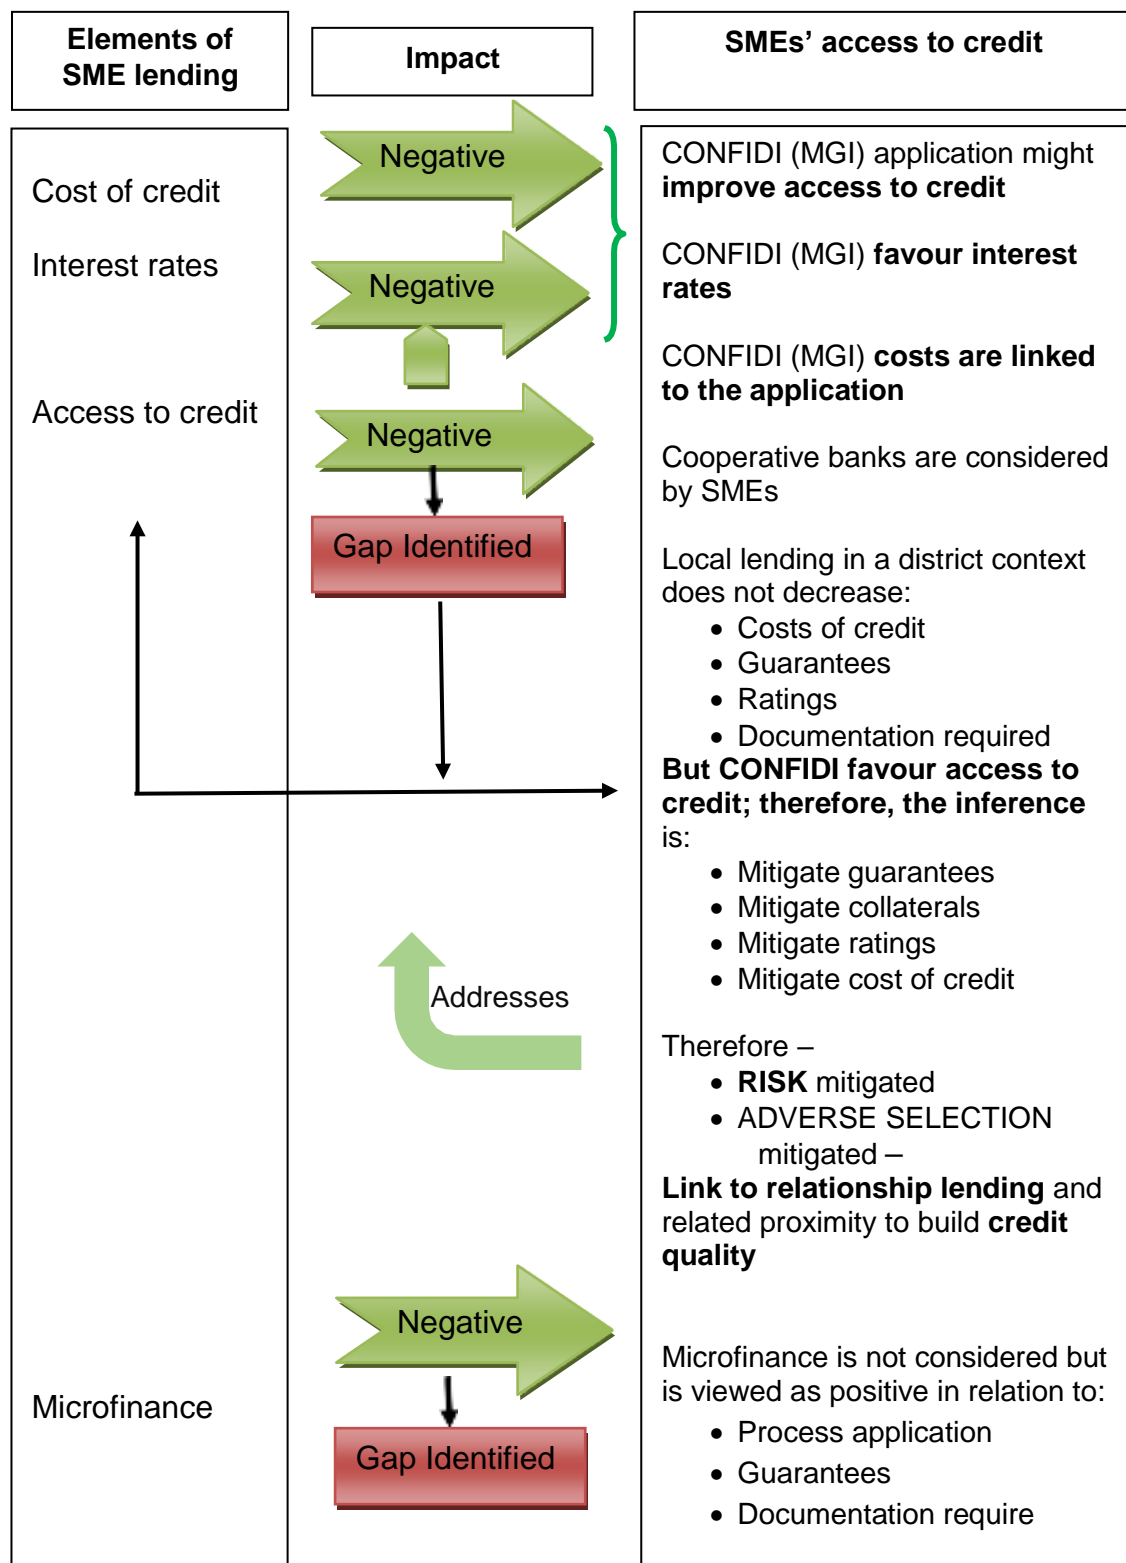 Elements of
SME lending
Impact
SMEs’ access to credit
Cost of credit
Interest rates
Access to credit
Microfinance
Negative
Negative
Negative
Gap Identified
Addresses
Negative
Gap Identified
CONFIDI (MGI) application might
improve access to credit
CONFIDI (MGI) favour interest
rates
CONFIDI (MGI) costs are linked
to the application
Cooperative banks are considered
by SMEs
Local lending in a district context
does not decrease:
• Costs of credit
• Guarantees
• Ratings
• Documentation required
But CONFIDI favour access to
credit; therefore, the inference
is:
• Mitigate guarantees
• Mitigate collaterals
• Mitigate ratings
• Mitigate cost of credit
Therefore –
• RISK mitigated
• ADVERSE SELECTION
mitigated –
Link to relationship lending and
related proximity to build credit
quality
Microfinance is not considered but
is viewed as positive in relation to:
• Process application
• Guarantees
• Documentation require